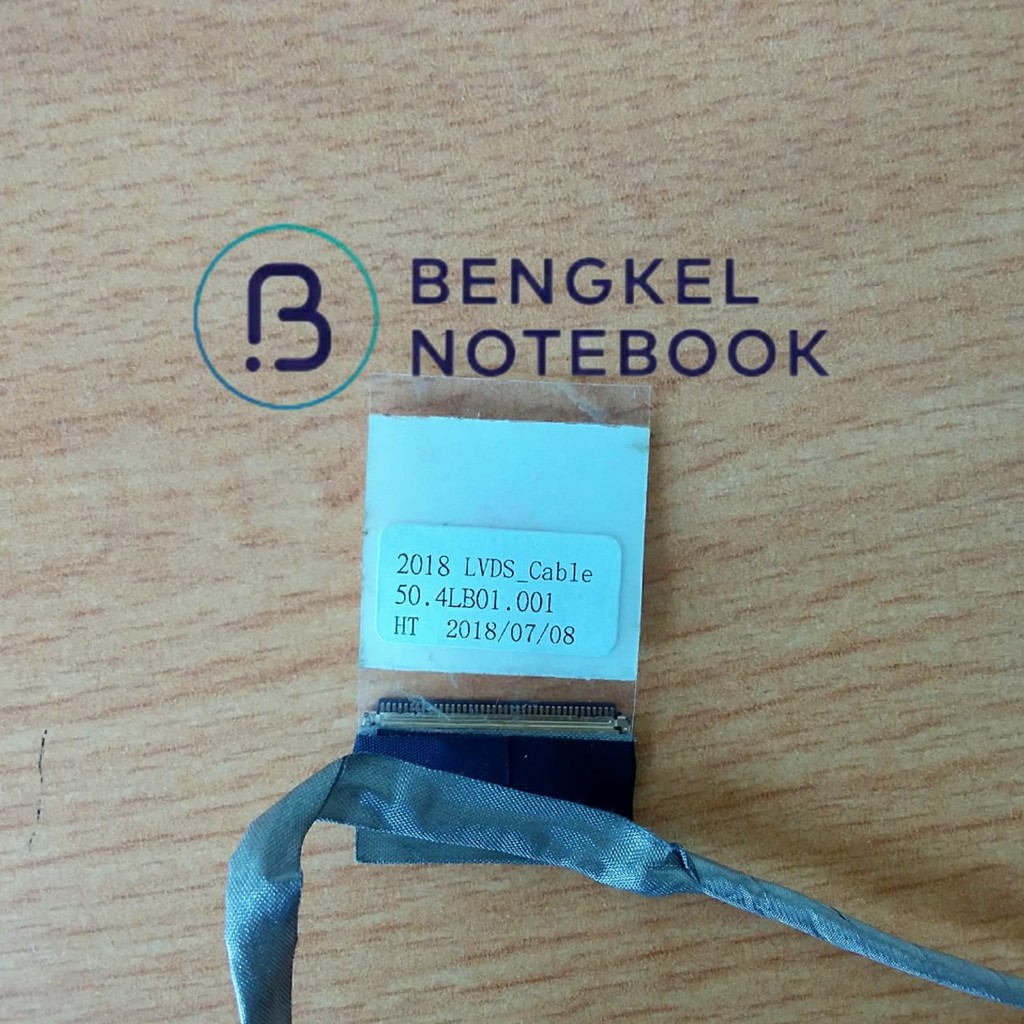 BENGKEL
NOTEBOOK
2018 LVDS_Cable
50.4LB01.001
HT 2018/07/08